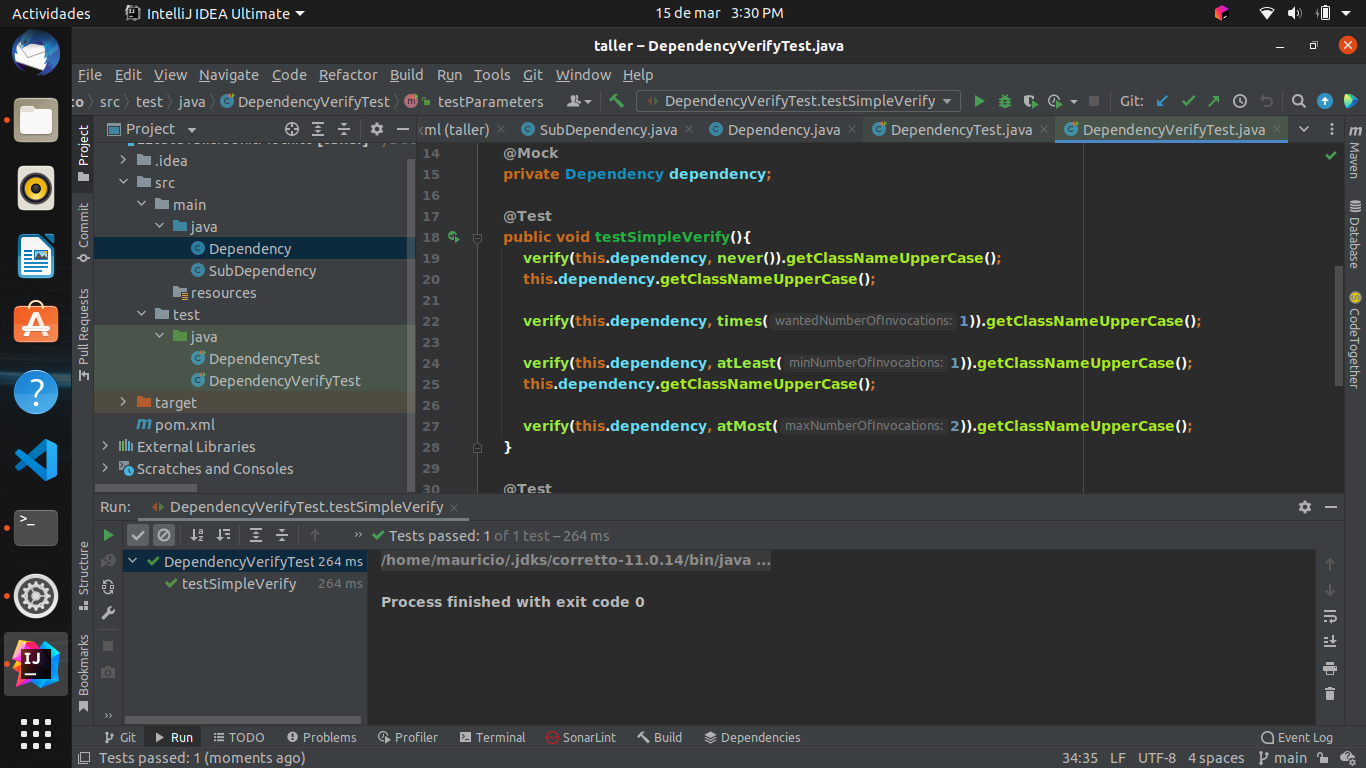 Actividades IntelliJ IDEA Ultimate 15 de mar 3:30 PM
taller – DependencyVerifyTest.java
File Edit View Navigate Code Refactor Build Run Tools Git Window Help
src test java DependencyVerifyTest m testParameters DependencyVerifyTest.testSimpleVerify Git:
Project
xml (taller) SubDependency.java Dependency.java DependencyTest.java DependencyVerifyTest.java
.idea
src
main
java
Dependency
SubDependency
resources
test
java
DependencyTest
DependencyVerifyTest
target
m pom.xml
External Libraries
Scratches and Consoles
14 @Mock
15 private Dependency dependency;
16
17 @Test
18 public void testSimpleVerify(){
19 verify(this.dependency, never()).getClassNameUpperCase();
20 this.dependency.getClassNameUpperCase();
21
22 verify(this.dependency, times( wantedNumberOfInvocations: 1)).getClassNameUpperCase();
23
24 verify(this.dependency, atLeast( minNumberOfInvocations: 1)).getClassNameUpperCase();
25 this.dependency.getClassNameUpperCase();
26
27 verify(this.dependency, atMost( maxNumberOfInvocations: 2)).getClassNameUpperCase();
28 }
29
30 @Test
Project
Commit
Pull Requests
Structure
Bookmarks
m Maven
Database
CodeTogether
Run: DependencyVerifyTest.testSimpleVerify
Tests passed: 1 of 1 test – 264 ms
DependencyVerifyTest 264 ms
testSimpleVerify 264 ms
/home/mauricio/.jdks/corretto-11.0.14/bin/java ...
Process finished with exit code 0
Git Run TODO Problems Profiler Terminal SonarLint Build Dependencies Event Log
Tests passed: 1 (moments ago) 34:35 LF UTF-8 4 spaces main